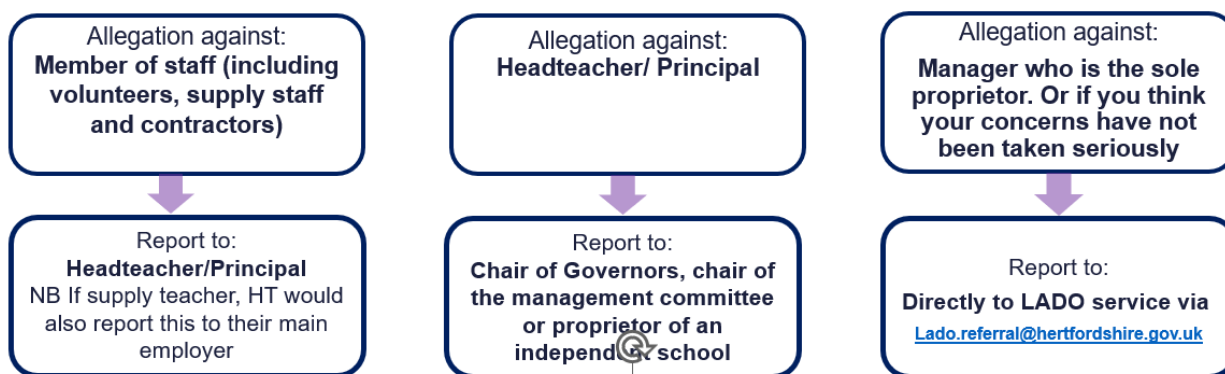 Allegation against:
Member of staff (including
volunteers, supply staff
and contractors)
Report to:
Headteacher/Principal
NB If supply teacher, HT would
also report this to their main
employer
Allegation against:
Headteacher/ Principal
Report to:
Chair of Governors, chair of
the management committee
or proprietor of an
independent school
Allegation against:
Manager who is the sole
proprietor. Or if you think
your concerns have not
been taken seriously
Report to:
Directly to LADO service via
Lado.referral@hertfordshire.gov.uk